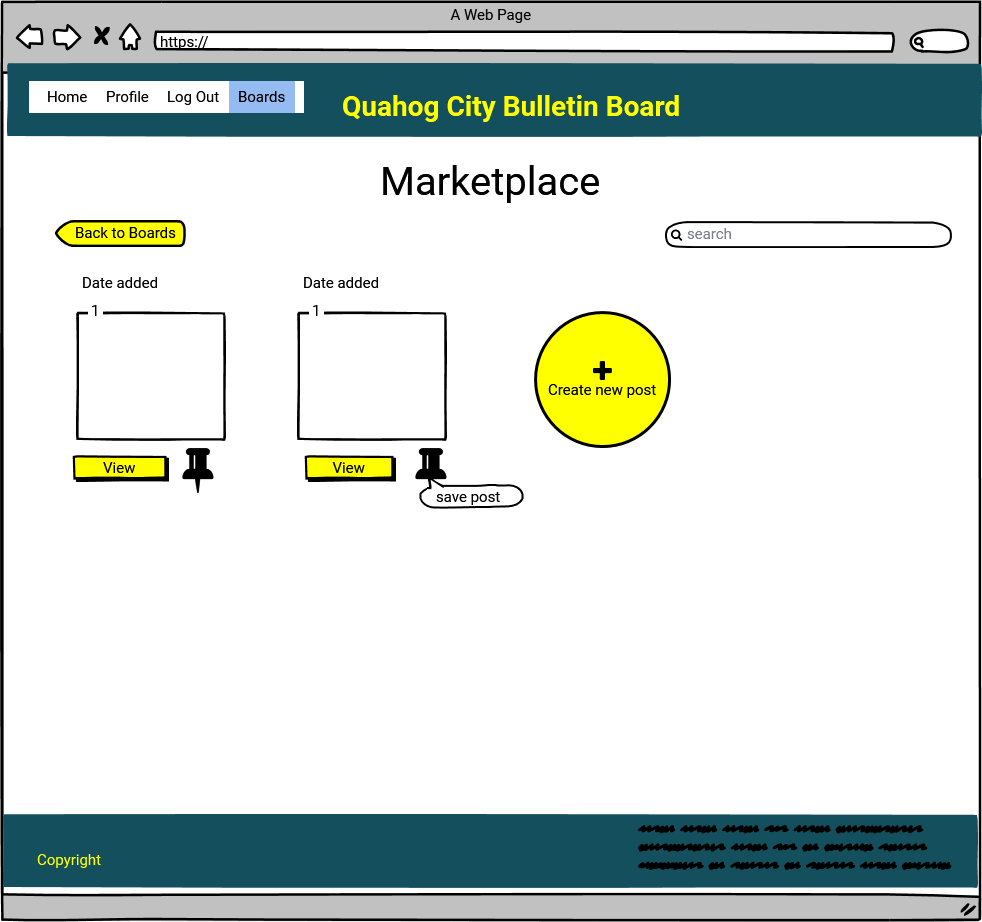 A Web Page
https://
Home Profile Log Out Boards
Quahog City Bulletin Board
Marketplace
Back to Boards
search
Date added Date added
1 1
Create new post
View View
save post
Copyright